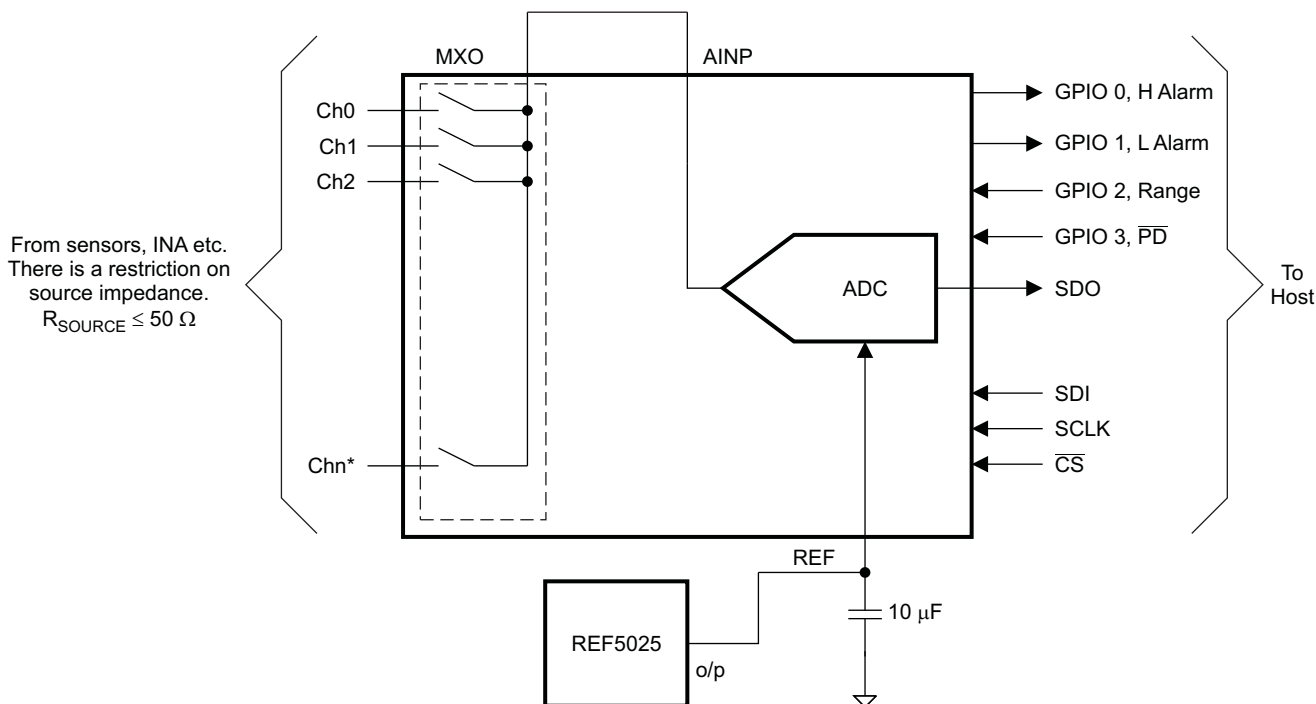 MXO
AINP
Ch0
Ch1
Ch2
Chn*
From sensors, INA etc.
There is a restriction on
source impedance.
R_SOURCE ≤ 50 Ω
ADC
GPIO 0, H Alarm
GPIO 1, L Alarm
GPIO 2, Range
GPIO 3, P̅D̅
SDO
SDI
SCLK
C̅S̅
To
Host
REF
10 μF
REF5025
o/p